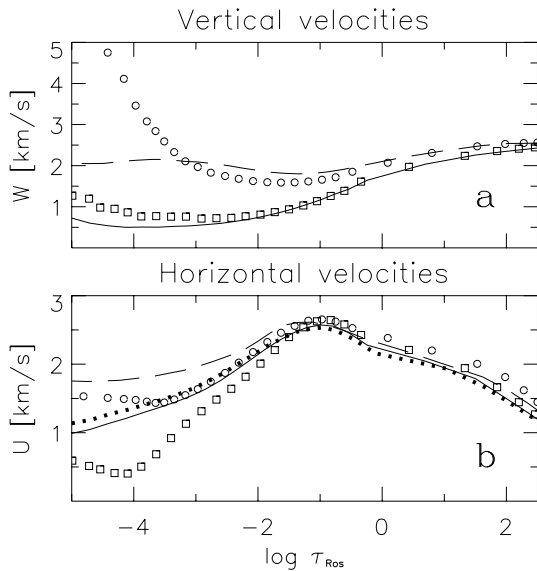 Vertical velocities
5
4
3
2
1
W [km/s]
a
Horizontal velocities
3
2
1
U [km/s]
b
−4 −2 0 2
log τRos